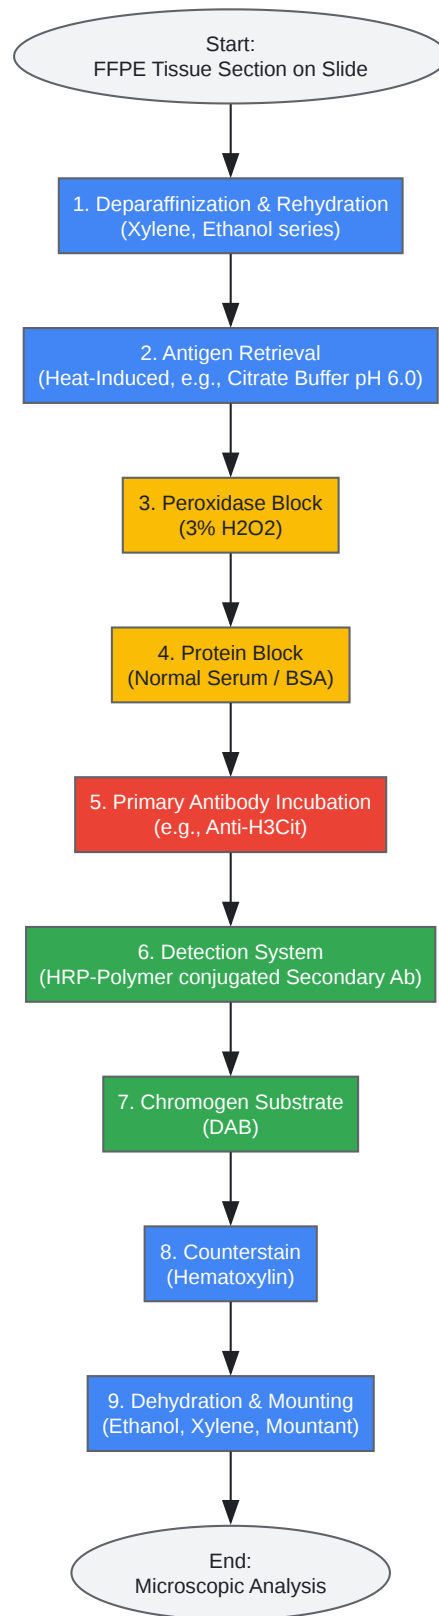 Start:
FFPE Tissue Section on Slide
1. Deparaffinization & Rehydration
(Xylene, Ethanol series)
2. Antigen Retrieval
(Heat-Induced, e.g., Citrate Buffer pH 6.0)
3. Peroxidase Block
(3% H2O2)
4. Protein Block
(Normal Serum / BSA)
5. Primary Antibody Incubation
(e.g., Anti-H3Cit)
6. Detection System
(HRP-Polymer conjugated Secondary Ab)
7. Chromogen Substrate
(DAB)
8. Counterstain
(Hematoxylin)
9. Dehydration & Mounting
(Ethanol, Xylene, Mountant)
End:
Microscopic Analysis